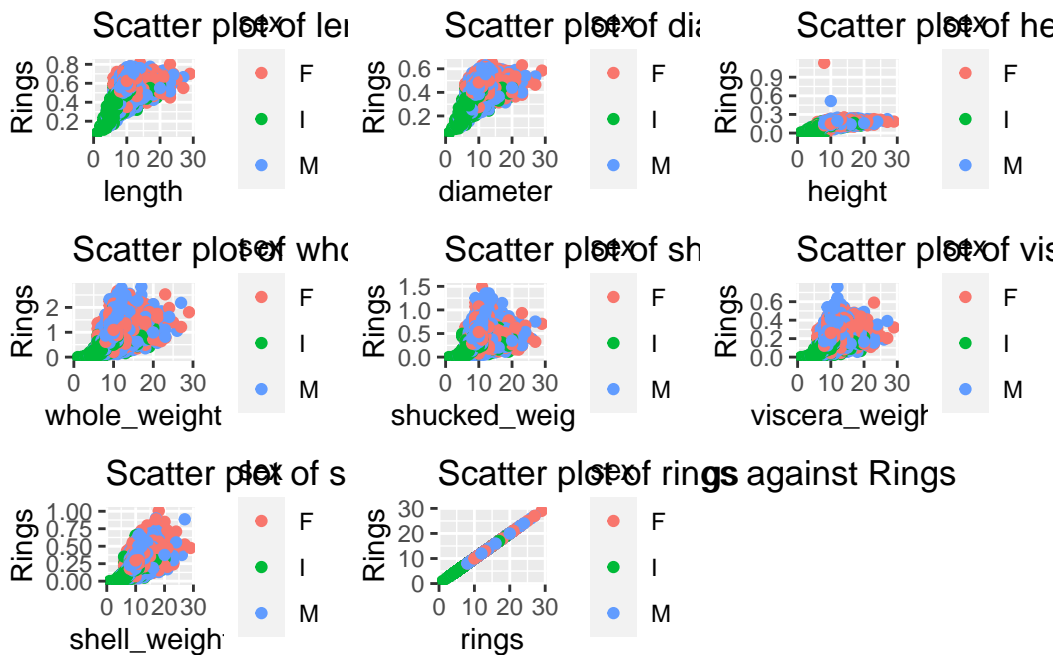 Scatter plot of ler
sex
Rings
0.8
0.6
0.4
0.2
0 10 20 30
length
F
I
M
Scatter plot of dia
sex
Rings
0.6
0.4
0.2
0 10 20 30
diameter
F
I
M
Scatter plot of he
sex
Rings
0.9
0.6
0.3
0.0
0 10 20 30
height
F
I
M
Scatter plot of who
sex
Rings
2
1
0
0 10 20 30
whole_weight
F
I
M
Scatter plot of sh
sex
Rings
1.5
1.0
0.5
0.0
0 10 20 30
shucked_weig
F
I
M
Scatter plot of vis
sex
Rings
0.6
0.4
0.2
0.0
0 10 20 30
viscera_weigh
F
I
M
Scatter plot of s
sex
Rings
1.00
0.75
0.50
0.25
0.00
0 10 20 30
shell_weight
F
I
M
Scatter plot of rings against Rings
sex
Rings
30
20
10
0
0 10 20 30
rings
F
I
M